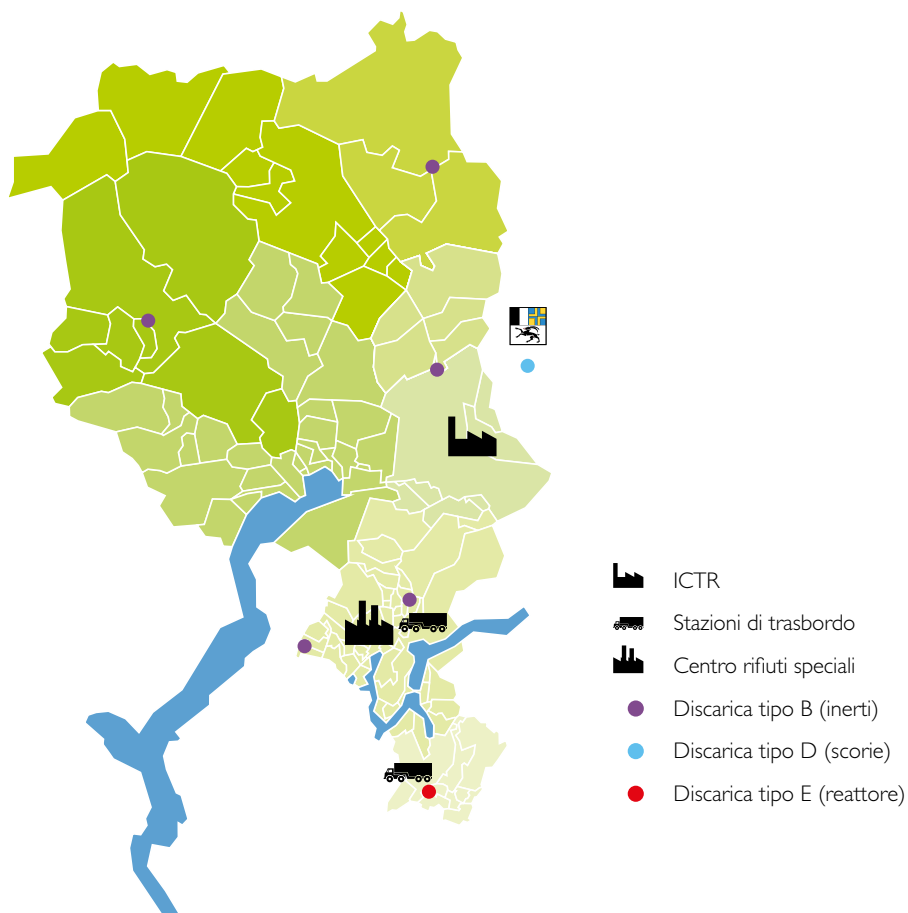 ICTR
Stazioni di trasbordo
Centro rifiuti speciali
Discarica tipo B (inerti)
Discarica tipo D (scorie)
Discarica tipo E (reattore)